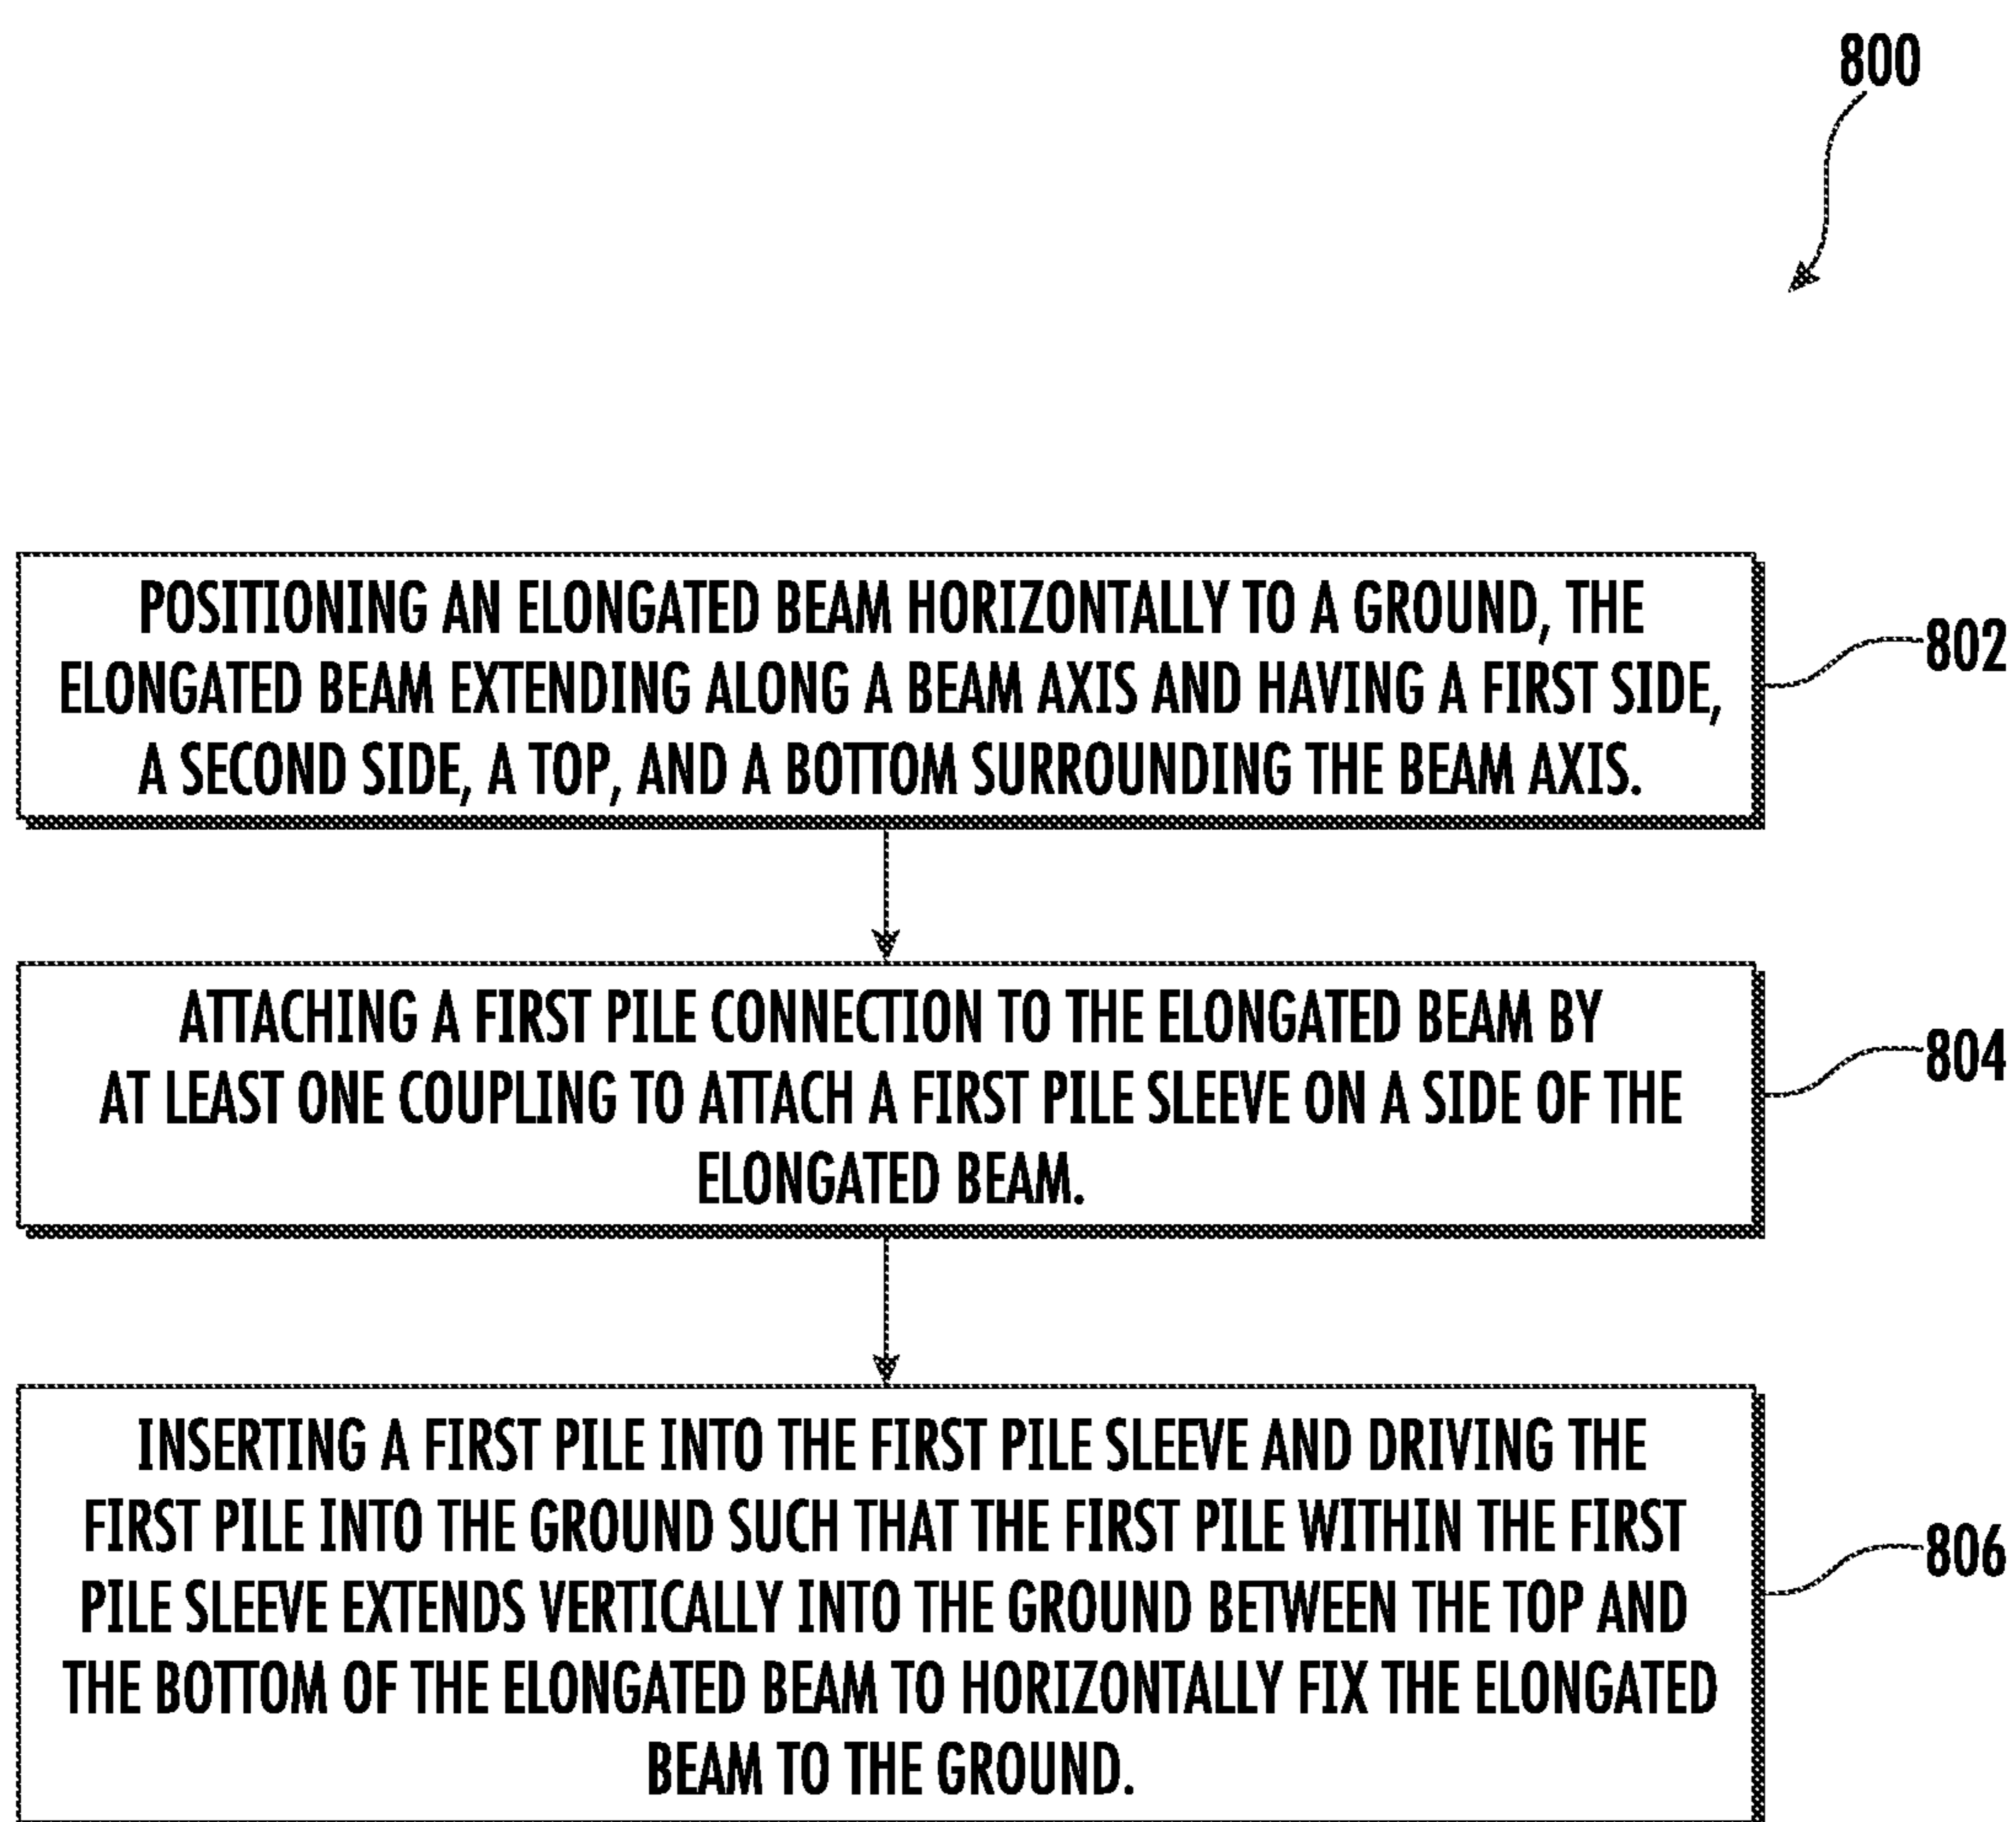 800
POSITIONING AN ELONGATED BEAM HORIZONTALLY TO A GROUND, THE
ELONGATED BEAM EXTENDING ALONG A BEAM AXIS AND HAVING A FIRST SIDE,
A SECOND SIDE, A TOP, AND A BOTTOM SURROUNDING THE BEAM AXIS.
802
ATTACHING A FIRST PILE CONNECTION TO THE ELONGATED BEAM BY
AT LEAST ONE COUPLING TO ATTACH A FIRST PILE SLEEVE ON A SIDE OF THE
ELONGATED BEAM.
804
INSERTING A FIRST PILE INTO THE FIRST PILE SLEEVE AND DRIVING THE
FIRST PILE INTO THE GROUND SUCH THAT THE FIRST PILE WITHIN THE FIRST
PILE SLEEVE EXTENDS VERTICALLY INTO THE GROUND BETWEEN THE TOP AND
THE BOTTOM OF THE ELONGATED BEAM TO HORIZONTALLY FIX THE ELONGATED
BEAM TO THE GROUND.
806